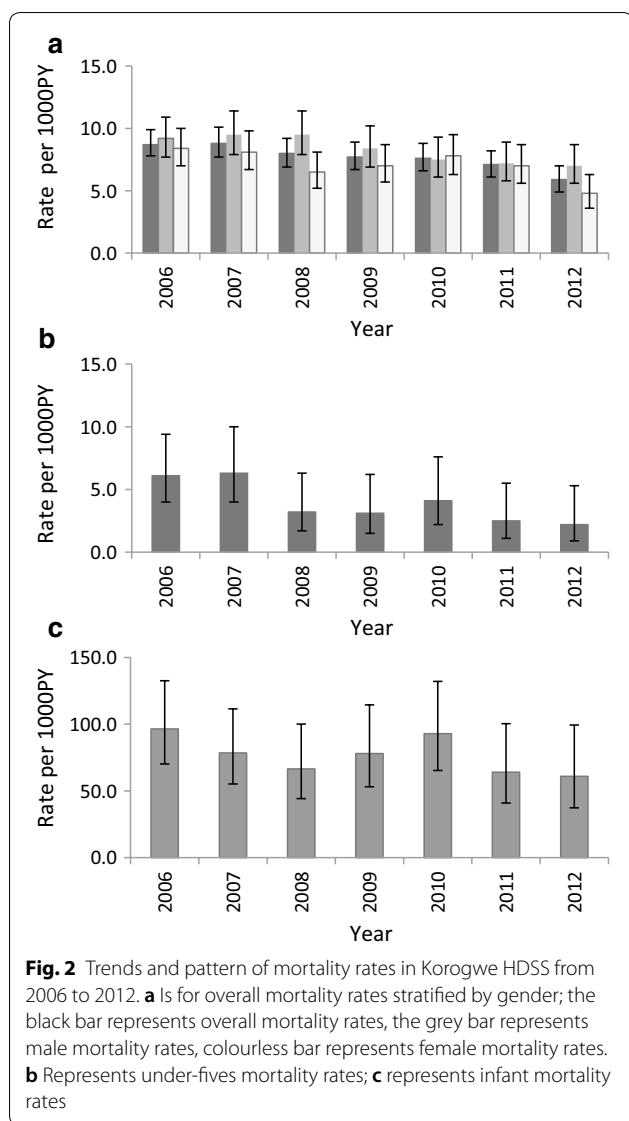 a
15.0
10.0
5.0
0.0
Rate per 1000PY
2006 2007 2008 2009 2010 2011 2012
Year
b
15.0
10.0
5.0
0.0
Rate per 1000PY
2006 2007 2008 2009 2010 2011 2012
Year
c
150.0
100.0
50.0
0.0
Rate per 1000PY
2006 2007 2008 2009 2010 2011 2012
Year
Fig. 2 Trends and pattern of mortality rates in Korogwe HDSS from
2006 to 2012. a Is for overall mortality rates stratified by gender; the
black bar represents overall mortality rates, the grey bar represents
male mortality rates, colourless bar represents female mortality rates.
b Represents under-fives mortality rates; c represents infant mortality
rates